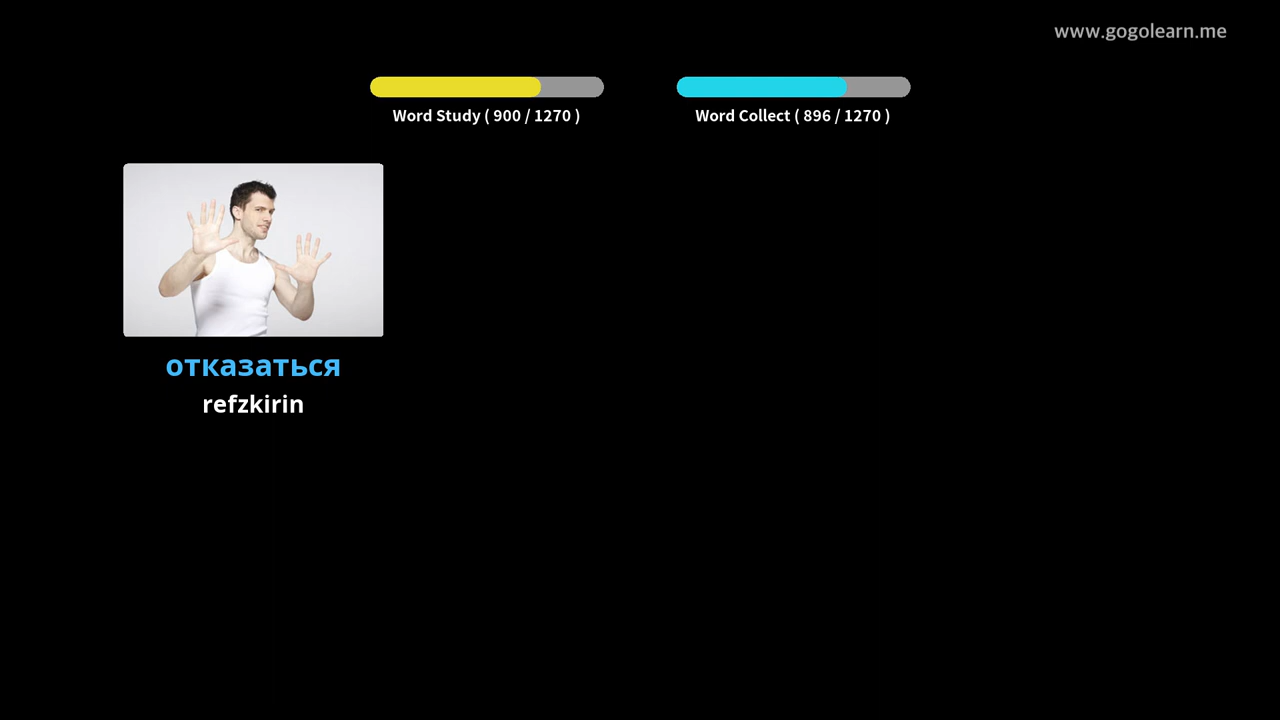 www.gogolearn.me
Word Study ( 900 / 1270 )
Word Collect ( 896 / 1270 )
отказаться
refzkirin